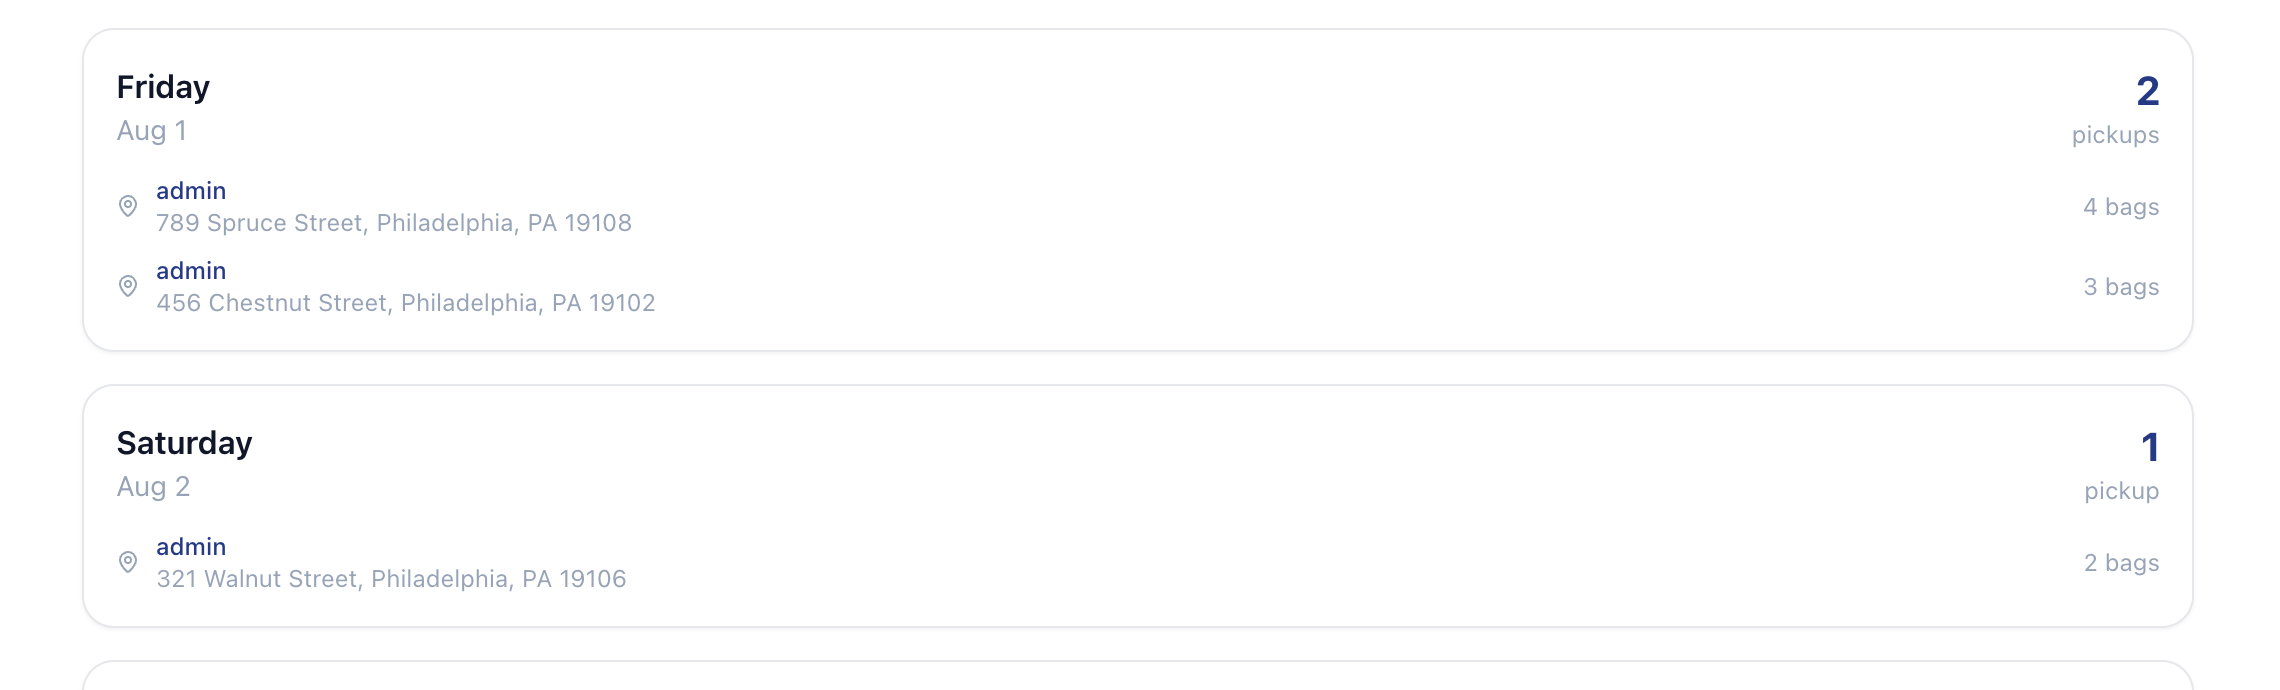 Friday
2
Aug 1
pickups
admin
789 Spruce Street, Philadelphia, PA 19108
4 bags
admin
456 Chestnut Street, Philadelphia, PA 19102
3 bags
Saturday
1
Aug 2
pickup
admin
321 Walnut Street, Philadelphia, PA 19106
2 bags